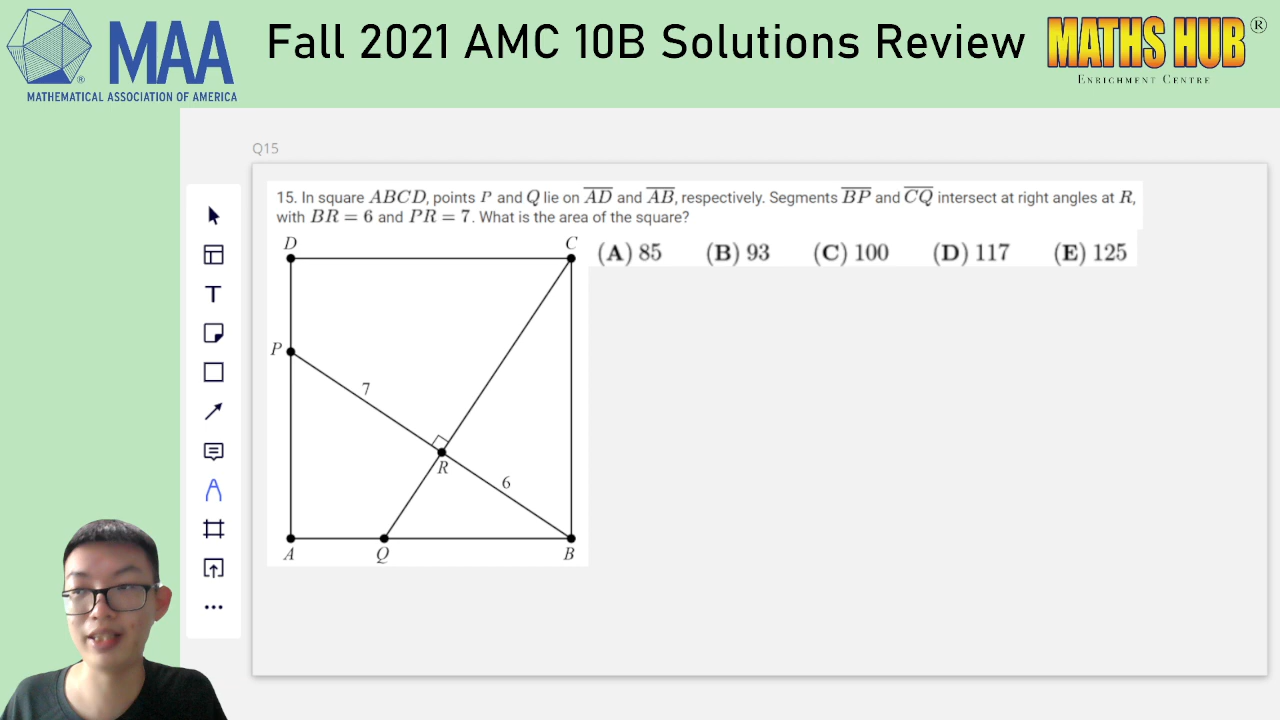 MAA
MATHEMATICAL ASSOCIATION OF AMERICA
Fall 2021 AMC 10B Solutions Review
MATHS HUB ®
ENRICHMENT CENTRE
Q15
15. In square ABCD, points P and Q lie on AD and AB, respectively. Segments BP and CQ intersect at right angles at R,
with BR = 6 and PR = 7. What is the area of the square?
(A) 85 (B) 93 (C) 100 (D) 117 (E) 125
D C
P
7
R
6
A Q B
T